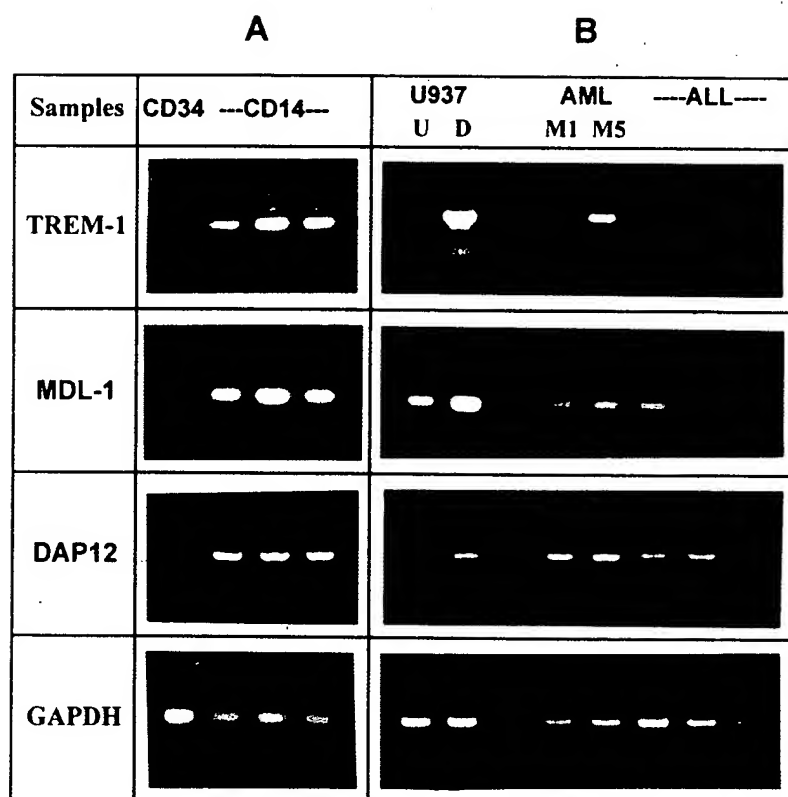 A B
Samples CD34 ---CD14--- U937 AML ----ALL----
U D M1 M5
TREM-1
MDL-1
DAP12
GAPDH